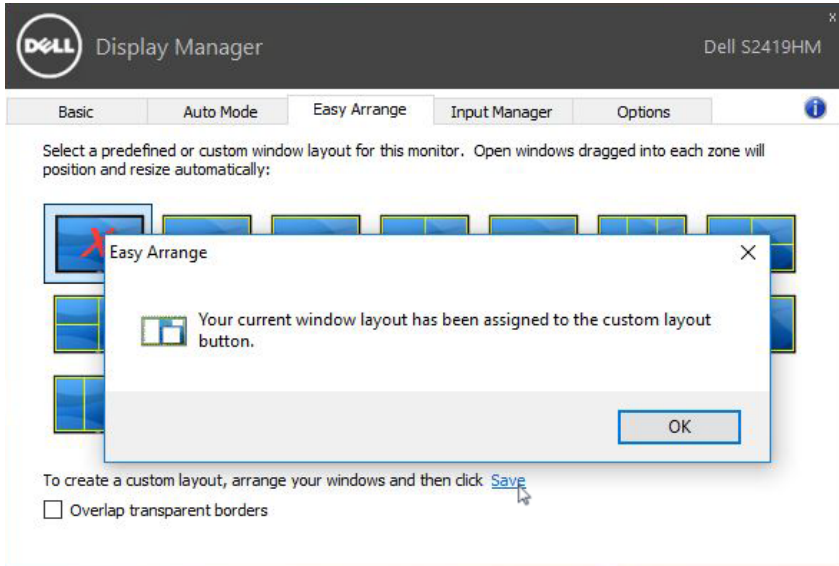 x
DELL
Display Manager
Dell S2419HM
Basic
Auto Mode
Easy Arrange
Input Manager
Options
i
Select a predefined or custom window layout for this monitor. Open windows dragged into each zone will
position and resize automatically:
X
Easy Arrange
Your current window layout has been assigned to the custom layout
button.
OK
To create a custom layout, arrange your windows and then click Save
Overlap transparent borders